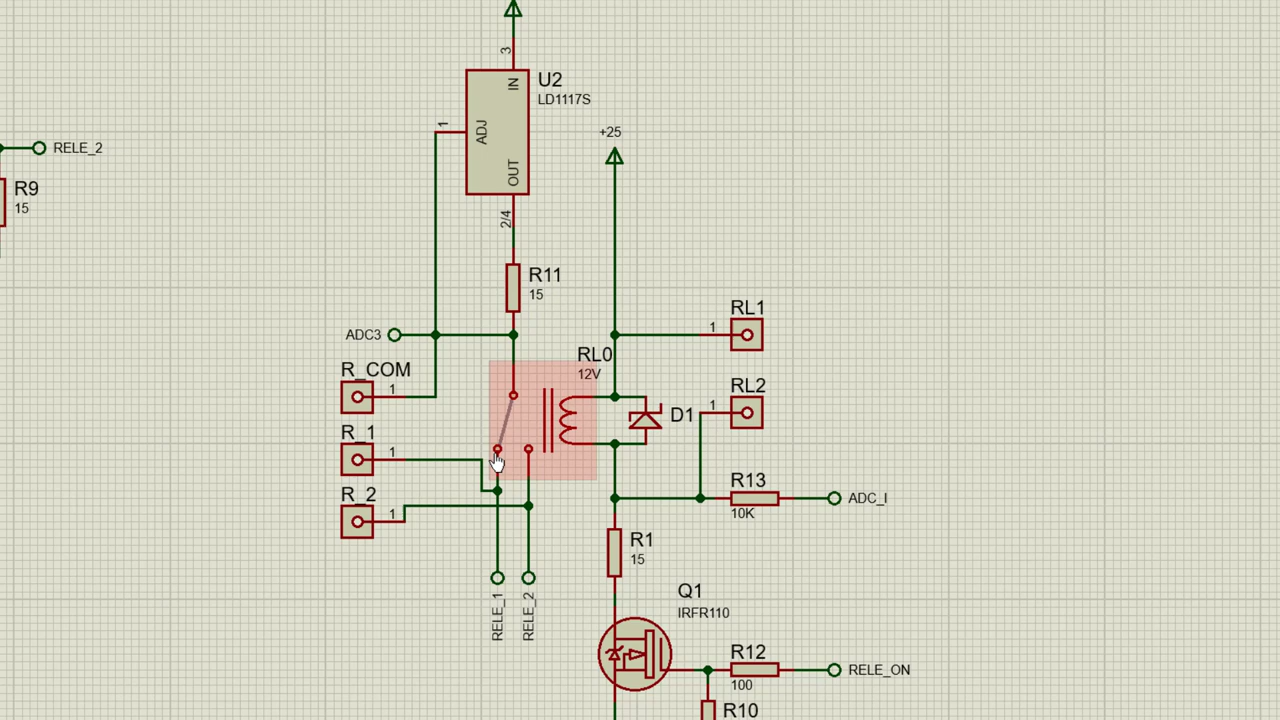 3
U2
IN
LD1117S
1
ADJ
OUT
2/4
+25
RELE_2
R9
15
R11
15
RL1
1
ADC3
RL0
12V
R_COM
1
RL2
1
D1
R_1
1
R_2
1
R13
10K
ADC_I
R1
15
RELE_1
RELE_2
Q1
IRFR110
R12
100
RELE_ON
R10